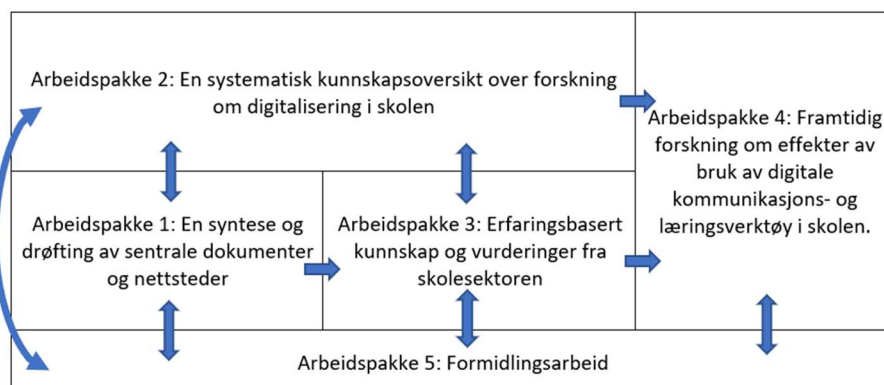 Arbeidspakke 2: En systematisk kunnskapsoversikt over forskning
om digitalisering i skolen
Arbeidspakke 4: Framtidig
forskning om effekter av
bruk av digitale
kommunikasjons- og
læringsverktøy i skolen.
Arbeidspakke 1: En syntese og
drøfting av sentrale dokumenter
og nettsteder
Arbeidspakke 3: Erfaringsbasert
kunnskap og vurderinger fra
skolesektoren
Arbeidspakke 5: Formidlingsarbeid